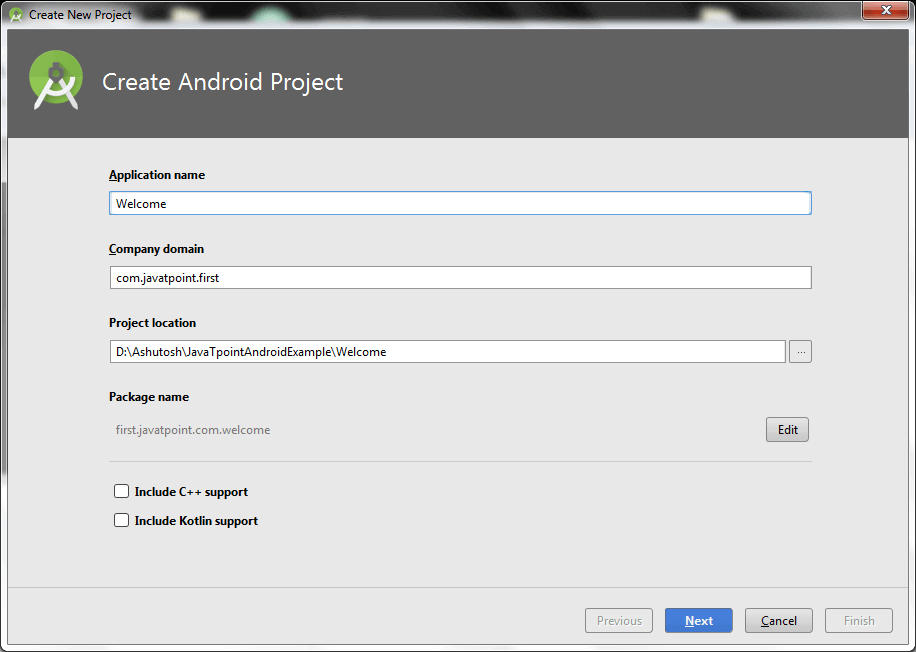 Create New Project
Create Android Project
Application name
Welcome
Company domain
com.javatpoint.first
Project location
D:\Ashutosh\JavaTpointAndroidExample\Welcome
...
Package name
first.javatpoint.com.welcome
Edit
Include C++ support
Include Kotlin support
Previous Next Cancel Finish